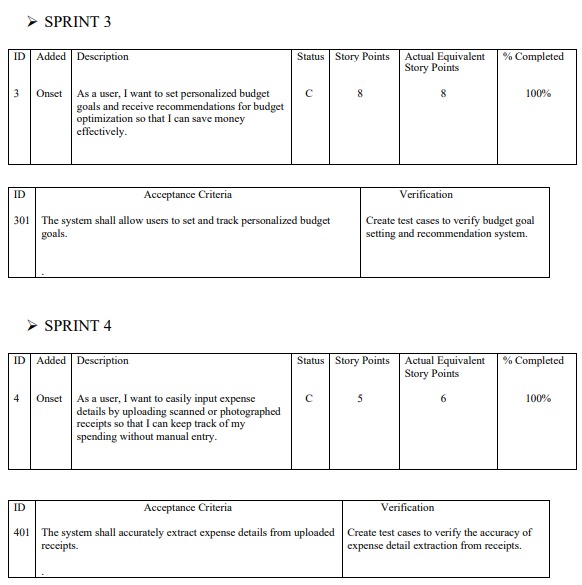 ➢ SPRINT 3
ID Added Description Status Story Points Actual Equivalent % Completed
Story Points
3 Onset As a user, I want to set personalized budget C 8 8 100%
goals and receive recommendations for budget
optimization so that I can save money
effectively.
ID Acceptance Criteria Verification
301 The system shall allow users to set and track personalized budget Create test cases to verify budget goal
goals. setting and recommendation system.
.
➢ SPRINT 4
ID Added Description Status Story Points Actual Equivalent % Completed
Story Points
4 Onset As a user, I want to easily input expense C 5 6 100%
details by uploading scanned or photographed
receipts so that I can keep track of my
spending without manual entry.
ID Acceptance Criteria Verification
401 The system shall accurately extract expense details from uploaded Create test cases to verify the accuracy of
receipts. expense detail extraction from receipts.
.